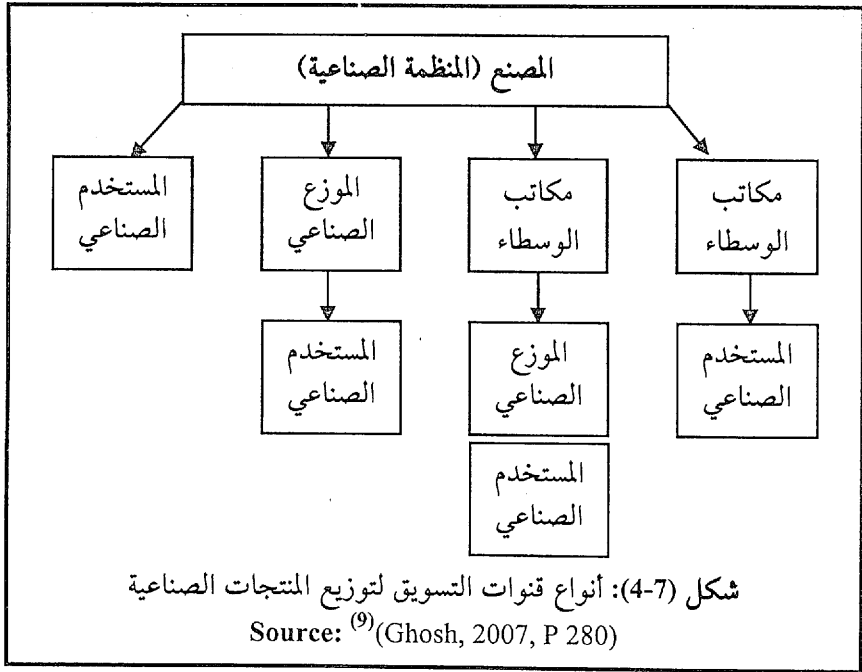 المصنع (المنظمة الصناعية)
مكاتب
الوسطاء
مكاتب
الوسطاء
الموزع
الصناعي
المستخدم
الصناعي
المستخدم
الصناعي
الموزع
الصناعي
المستخدم
الصناعي
المستخدم
الصناعي
شكل (7-4): أنواع قنوات التسويق لتوزيع المنتجات الصناعية
Source: (9)(Ghosh, 2007, P 280)